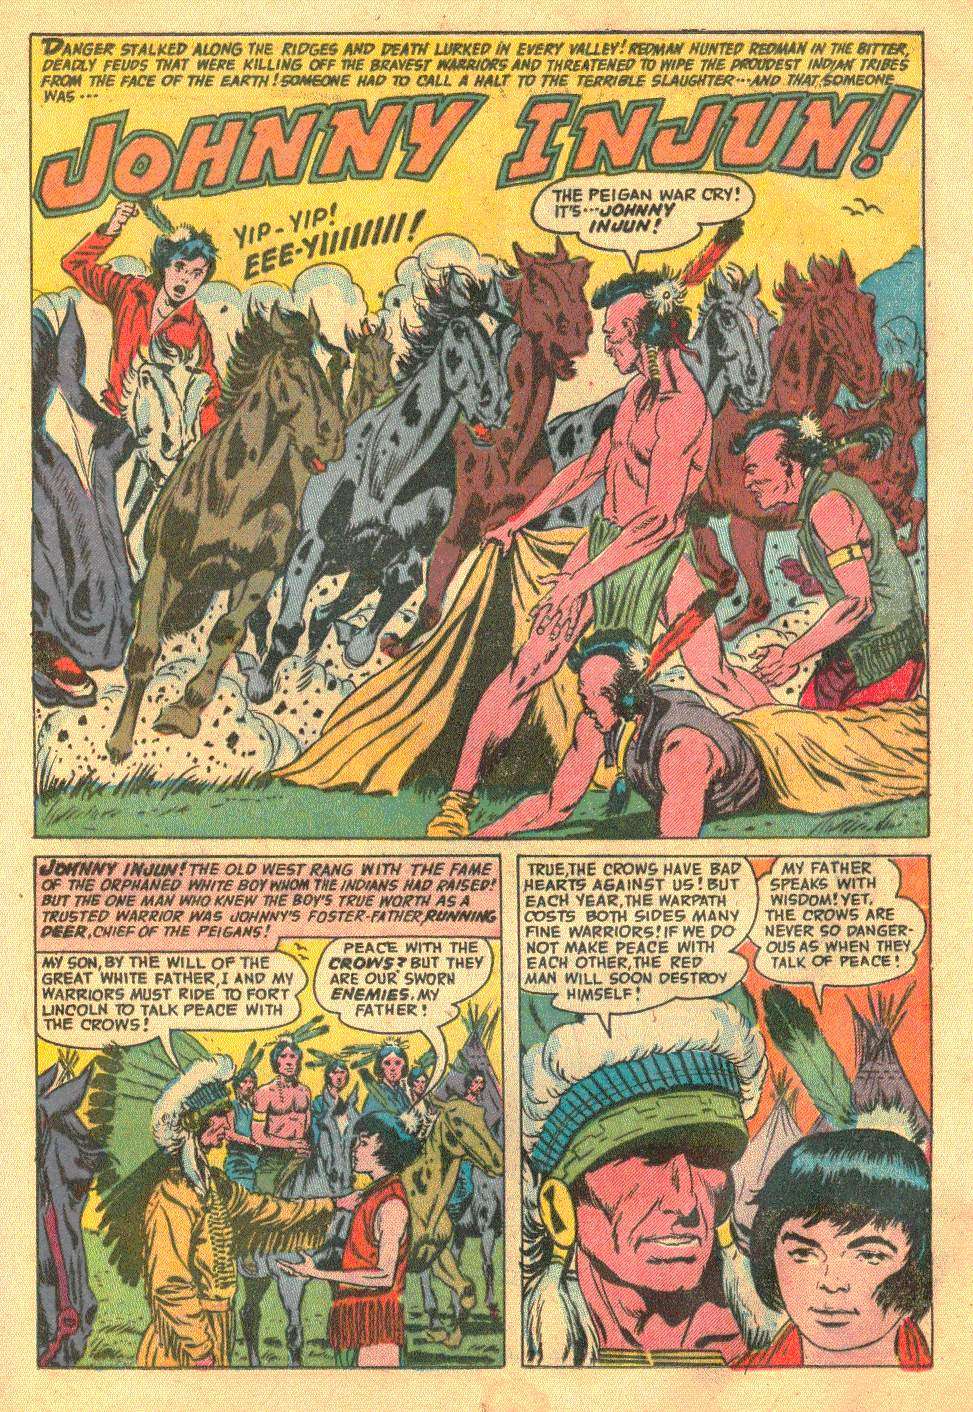 DANGER STALKED ALONG THE RIDGES AND DEATH LURKED IN EVERY VALLEY! REDMAN HUNTED REDMAN IN THE BITTER,
DEADLY FEUDS THAT WERE KILLING OFF THE BRAVEST WARRIORS AND THREATENED TO WIPE THE PROUDEST INDIAN TRIBES
FROM THE FACE OF THE EARTH! SOMEONE HAD TO CALL A HALT TO THE TERRIBLE SLAUGHTER---AND THAT SOMEONE
WAS---
JOHNNY INJUN!
YIP-YIP!
EEE-YIIIIIIII!
THE PEIGAN WAR CRY!
IT'S---JOHNNY
INJUN!
JOHNNY INJUN! THE OLD WEST RANG WITH THE FAME
OF THE ORPHANED WHITE BOY WHOM THE INDIANS HAD RAISED!
BUT THE ONE MAN WHO KNEW THE BOY'S TRUE WORTH AS A
TRUSTED WARRIOR WAS JOHNNY'S FOSTER-FATHER, RUNNING
DEER, CHIEF OF THE PEIGANS!
MY SON, BY THE WILL OF THE
GREAT WHITE FATHER, I AND MY
WARRIORS MUST RIDE TO FORT
LINCOLN TO TALK PEACE WITH
THE CROWS!
PEACE WITH THE
CROWS? BUT THEY
ARE OUR SWORN
ENEMIES, MY
FATHER!
TRUE, THE CROWS HAVE BAD
HEARTS AGAINST US! BUT
EACH YEAR, THE WARPATH
COSTS BOTH SIDES MANY
FINE WARRIORS! IF WE DO
NOT MAKE PEACE WITH
EACH OTHER, THE RED
MAN WILL SOON DESTROY
HIMSELF!
MY FATHER
SPEAKS WITH
WISDOM! YET,
THE CROWS ARE
NEVER SO DANGER-
OUS AS WHEN THEY
TALK OF PEACE!